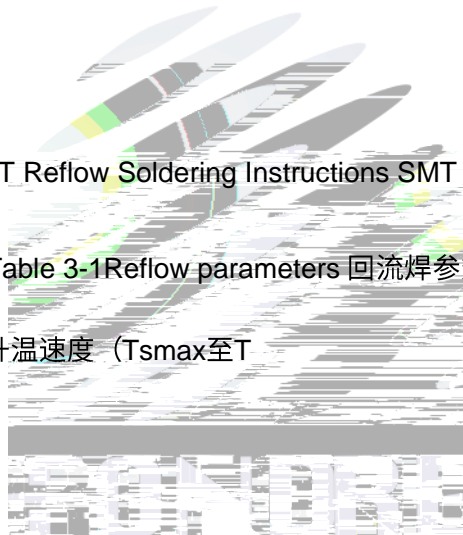 T Reflow Soldering Instructions SMT
Table 3-1Reflow parameters 回流焊参
升温速度（Tsmax至T